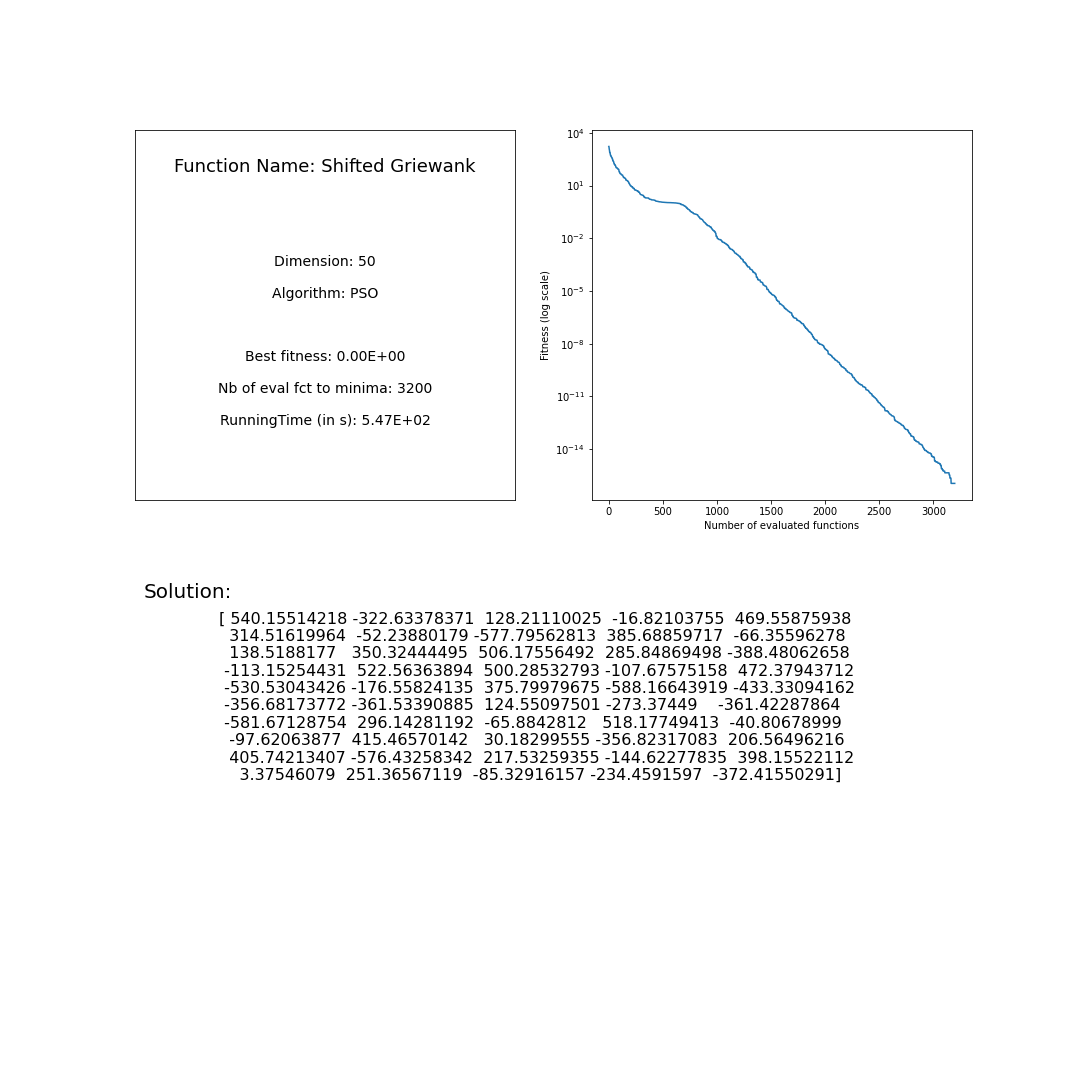 Function Name: Shifted Griewank
Dimension: 50
Algorithm: PSO
Best fitness: 0.00E+00
Nb of eval fct to minima: 3200
RunningTime (in s): 5.47E+02
Fitness (log scale)
10^4
10^1
10^-2
10^-5
10^-8
10^-11
10^-14
0 500 1000 1500 2000 2500 3000
Number of evaluated functions
Solution:
[ 540.15514218 -322.63378371  128.21110025  -16.82103755  469.55875938
314.51619964  -52.23880179 -577.79562813  385.68859717  -66.35596278
138.5188177   350.32444495  506.17556492  285.84869498 -388.48062658
-113.15254431  522.56363894  500.28532793 -107.67575158  472.37943712
-530.53043426 -176.55824135  375.79979675 -588.16643919 -433.33094162
-356.68173772 -361.53390885  124.55097501 -273.37449    -361.42287864
-581.67128754  296.14281192  -65.8842812   518.17749413  -40.80678999
-97.62063877  415.46570142   30.18299555 -356.82317083  206.56496216
405.74213407 -576.43258342  217.53259355 -144.62277835  398.15522112
3.37546079  251.36567119  -85.32916157 -234.4591597  -372.41550291]